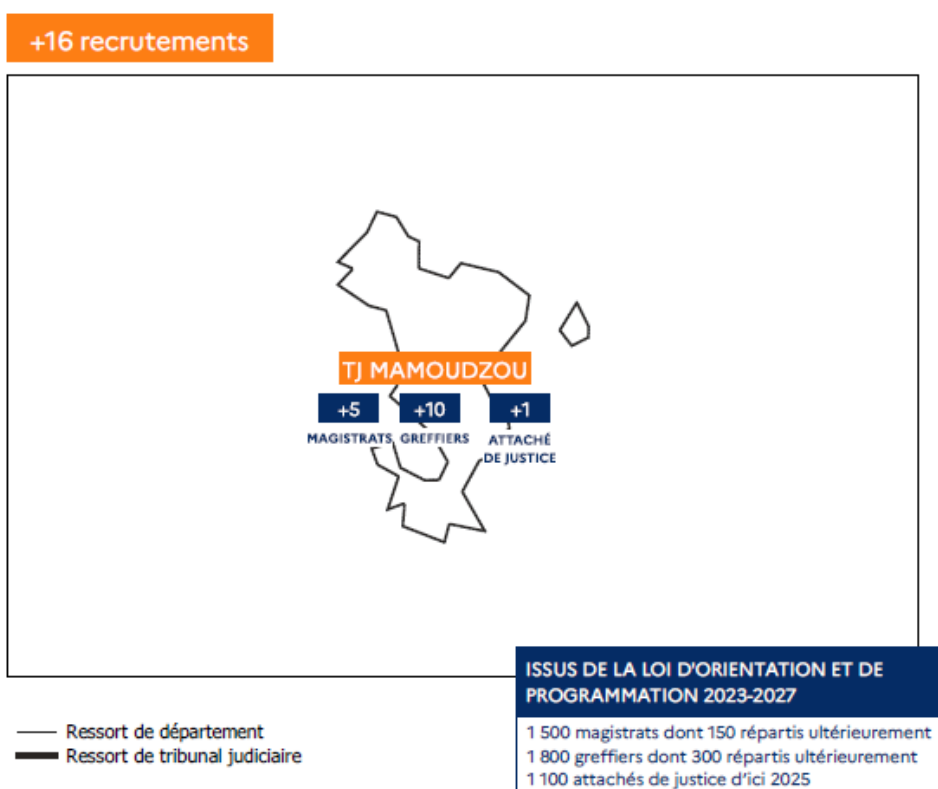 +16 recrutements
TJ MAMOUDZOU
+5
+10
+1
MAGISTRATS
GREFFIERS
ATTACHÉ
DE JUSTICE
ISSUS DE LA LOI D'ORIENTATION ET DE
PROGRAMMATION 2023-2027
1 500 magistrats dont 150 répartis ultérieurement
1 800 greffiers dont 300 répartis ultérieurement
1 100 attachés de justice d'ici 2025
Ressort de département
Ressort de tribunal judiciaire